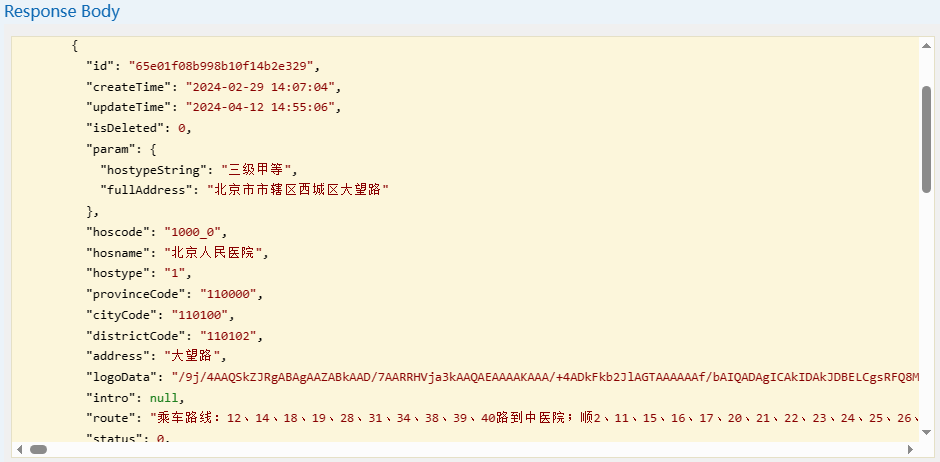 Response Body
{
"id": "65e01f08b998b10f14b2e329",
"createTime": "2024-02-29 14:07:04",
"updateTime": "2024-04-12 14:55:06",
"isDeleted": 0,
"param": {
"hostypeString": "三级甲等",
"fullAddress": "北京市市辖区西城区大望路"
},
"hoscode": "1000_0",
"hosname": "北京人民医院",
"hostype": "1",
"provinceCode": "110000",
"cityCode": "110100",
"districtCode": "110102",
"address": "大望路",
"logoData": "/9j/4AAQSkZJRgABAgAAZABkAAD/7AARRHVja3kAAQAEAAAAKAAA/+4ADkFkb2JlAGTAAAAAAf/bAIQADAgICAkIDAkJDBELCgsRFQ8M
"intro": null,
"route": "乘车路线：12、14、18、19、28、31、34、38、39、40路到中医院；顺2、11、15、16、17、20、21、22、23、24、25、26、
"status": 0,